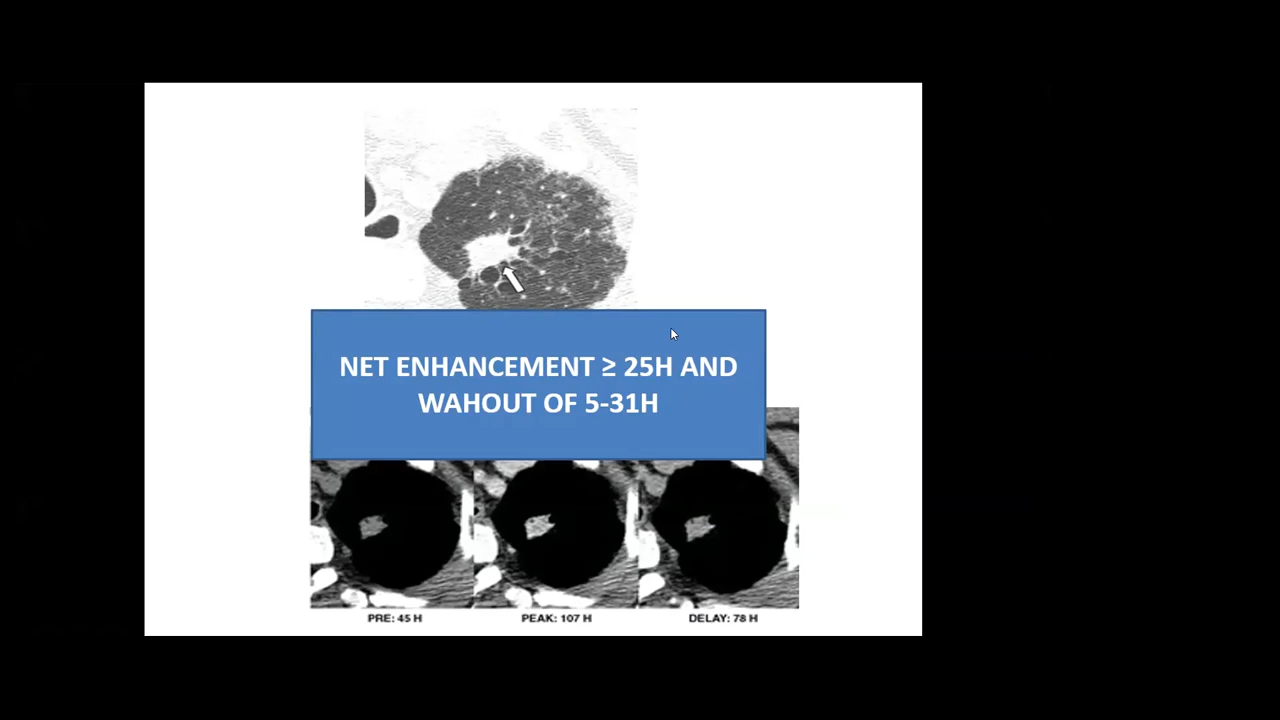 NET ENHANCEMENT ≥ 25H AND
WAHOUT OF 5-31H
PRE: 45 H
PEAK: 107 H
DELAY: 78 H